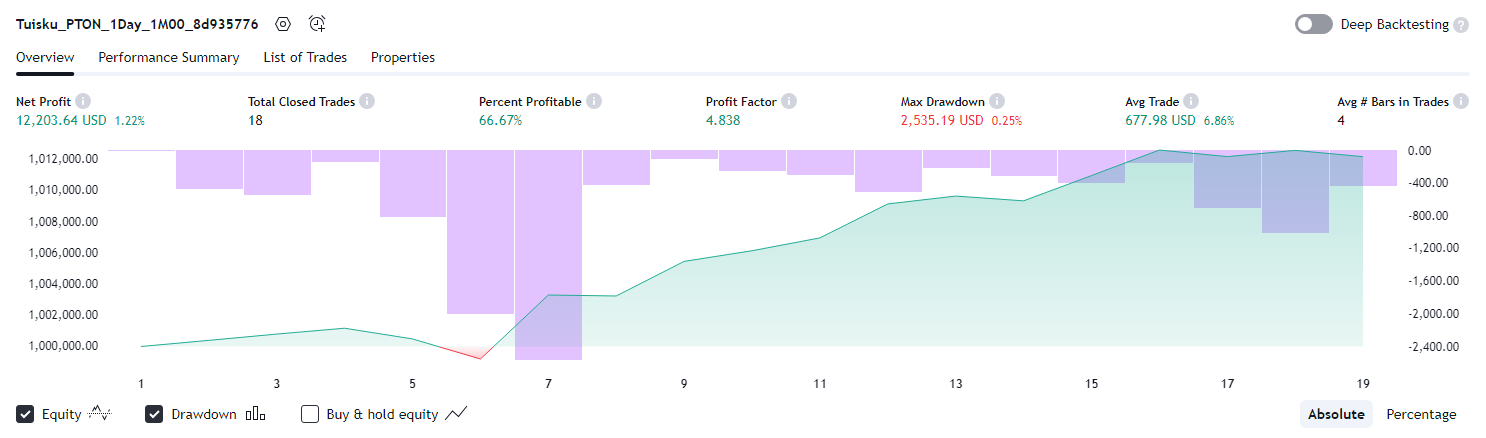 Tuisku_PTON_1Day_1M00_8d935776
Deep Backtesting ?
Overview Performance Summary List of Trades Properties
Net Profit Total Closed Trades Percent Profitable Profit Factor Max Drawdown Avg Trade Avg # Bars in Trades
12,203.64 USD 1.22% 18 66.67% 4.838 2,535.19 USD 0.25% 677.98 USD 6.86% 4
1,012,000.00 0.00
1,010,000.00 -400.00
1,008,000.00 -800.00
1,006,000.00 -1,200.00
1,004,000.00 -1,600.00
1,002,000.00 -2,000.00
1,000,000.00 -2,400.00
1 3 5 7 9 11 13 15 17 19
Equity Drawdown Buy & hold equity Absolute Percentage